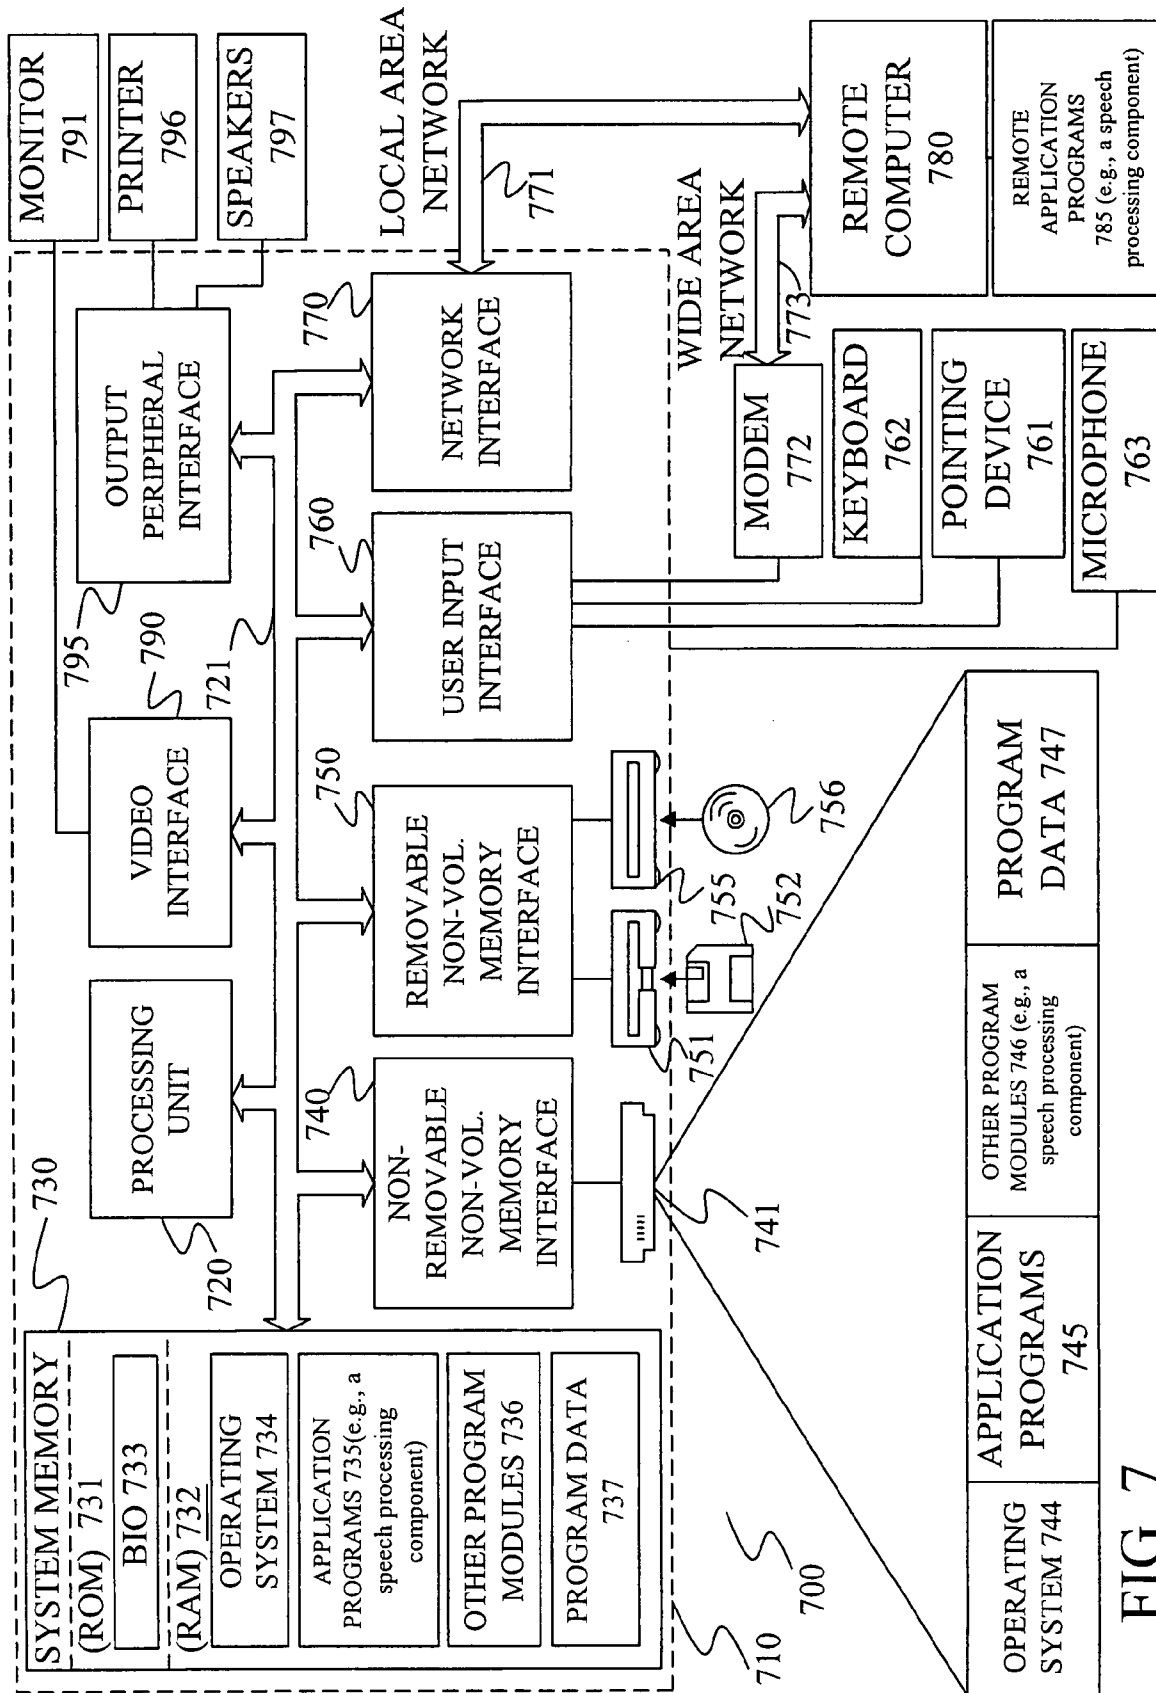 SYSTEM MEMORY
(ROM) 731
BIO 733
(RAM) 732
OPERATING
SYSTEM 734
APPLICATION
PROGRAMS 735(e.g., a
speech processing
component)
OTHER PROGRAM
MODULES 736
PROGRAM DATA
737
730
720
PROCESSING
UNIT
790
VIDEO
INTERFACE
721
795
OUTPUT
PERIPHERAL
INTERFACE
MONITOR
791
PRINTER
796
SPEAKERS
797
740
NON-
REMOVABLE
NON-VOL.
MEMORY
INTERFACE
750
REMOVABLE
NON-VOL.
MEMORY
INTERFACE
760
USER INPUT
INTERFACE
770
NETWORK
INTERFACE
LOCAL AREA
NETWORK
771
741
751
752
755
756
WIDE AREA
NETWORK
773
MODEM
772
KEYBOARD
762
POINTING
DEVICE
761
MICROPHONE
763
REMOTE
COMPUTER
780
REMOTE
APPLICATION
PROGRAMS
785 (e.g., a speech
processing component)
710
700
OPERATING
SYSTEM 744
APPLICATION
PROGRAMS
745
OTHER PROGRAM
MODULES 746 (e.g., a
speech processing
component)
PROGRAM
DATA 747
FIG. 7